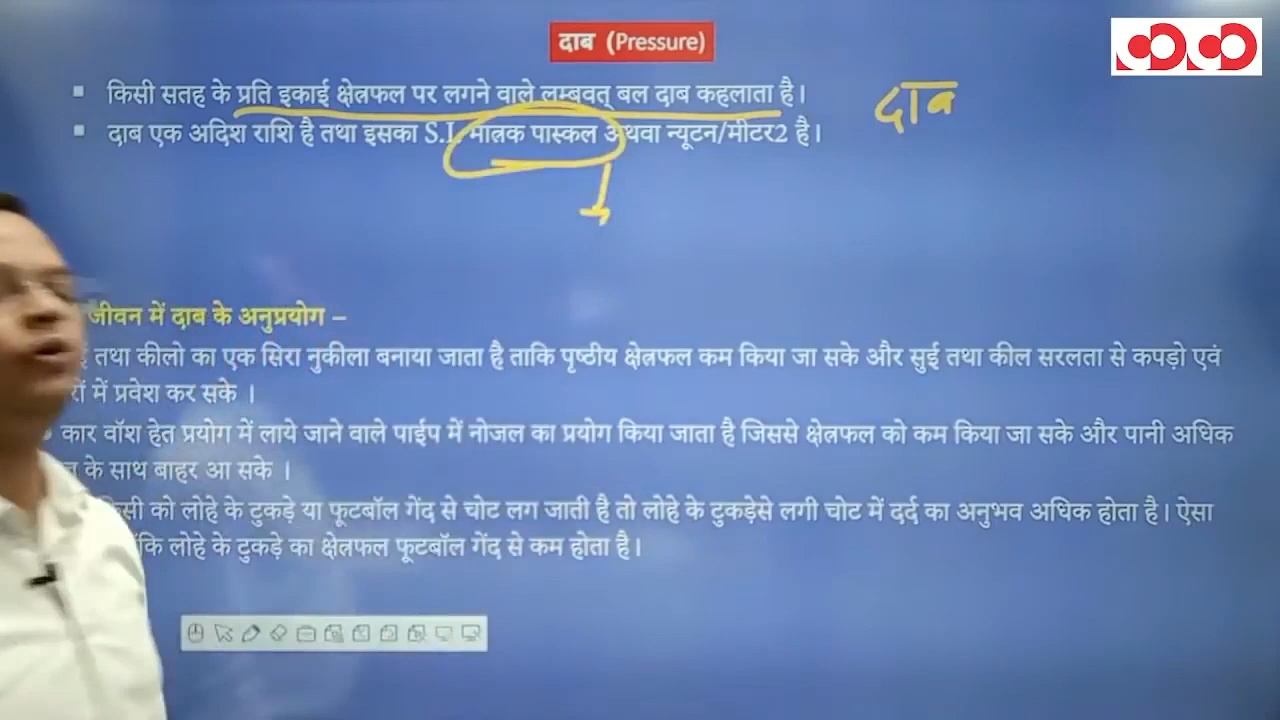 दाब (Pressure)
▪ किसी सतह के प्रति इकाई क्षेत्रफल पर लगने वाले लम्बवत् बल दाब कहलाता है।
दाब
▪ दाब एक अदिश राशि है तथा इसका S.I. मात्रक पास्कल अथवा न्यूटन/मीटर2 है।
जीवन में दाब के अनुप्रयोग –
तथा कीलो का एक सिरा नुकीला बनाया जाता है ताकि पृष्ठीय क्षेत्रफल कम किया जा सके और सुई तथा कील सरलता से कपड़ो एवं
में प्रवेश कर सके ।
कार वॉश हेतु प्रयोग में लाये जाने वाले पाईप में नोजल का प्रयोग किया जाता है जिससे क्षेत्रफल को कम किया जा सके और पानी अधिक
के साथ बाहर आ सके ।
को लोहे के टुकड़े या फूटबॉल गेंद से चोट लग जाती है तो लोहे के टुकड़ेसे लगी चोट में दर्द का अनुभव अधिक होता है। ऐसा
लोहे के टुकड़े का क्षेत्रफल फूटबॉल गेंद से कम होता है।